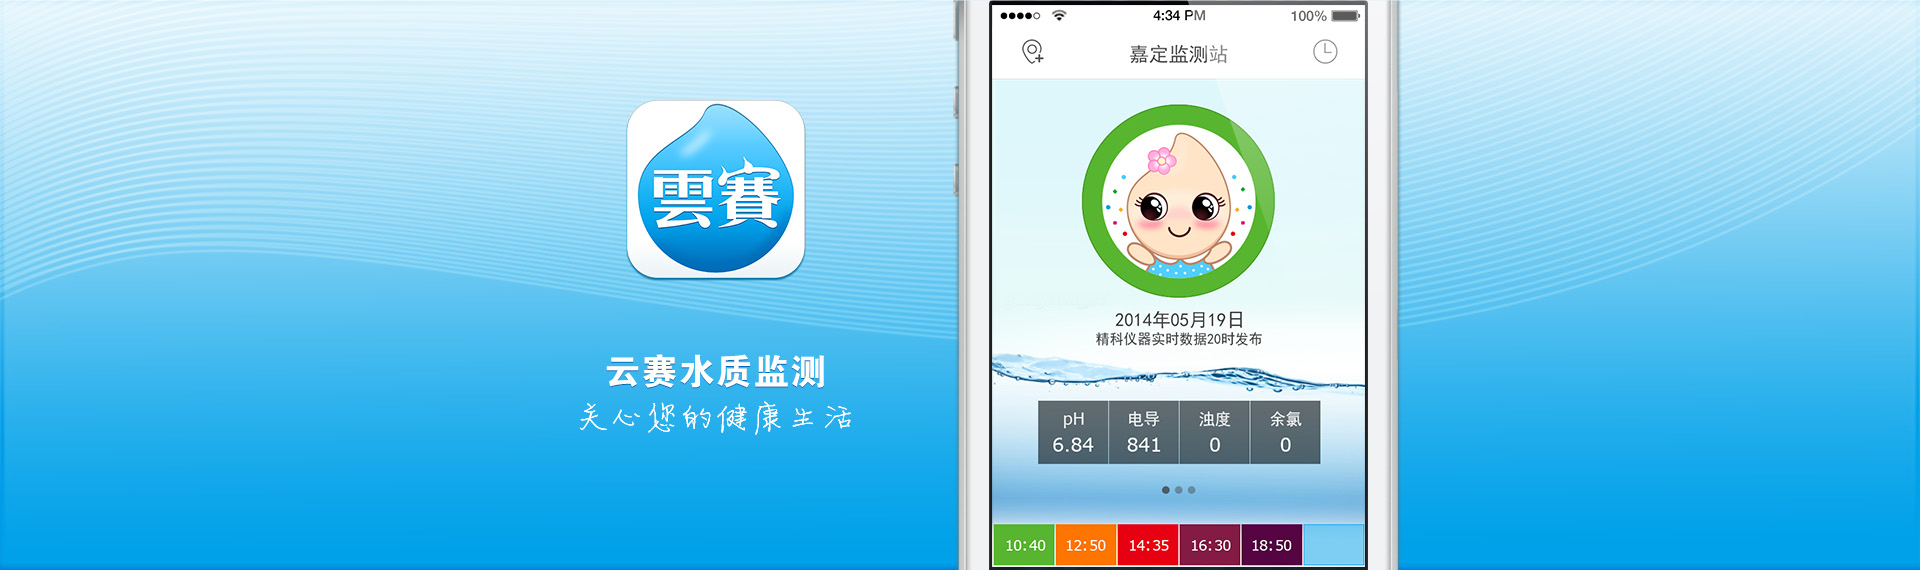 雲賽
云赛水质监测
关心您的健康生活
4:34 PM
100%
嘉定监测站
2014年05月19日
精科仪器实时数据20时发布
pH 电导 浊度 余氯
6.84 841 0 0
10:40 12:50 14:35 16:30 18:50